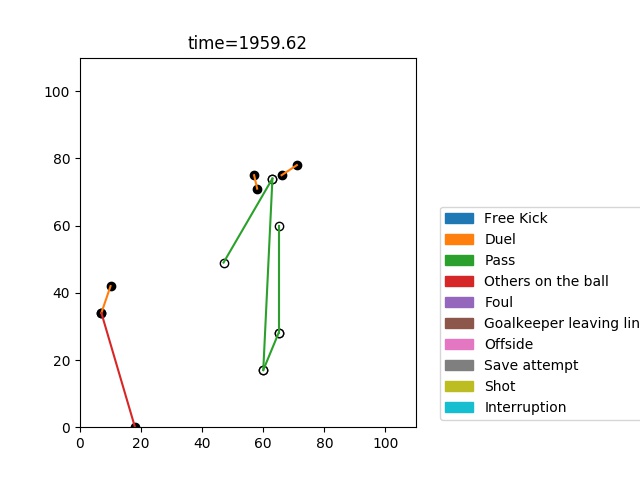 time=1959.62
100
80
60
40
20
0
0 20 40 60 80 100
Free Kick
Duel
Pass
Others on the ball
Foul
Goalkeeper leaving lin
Offside
Save attempt
Shot
Interruption